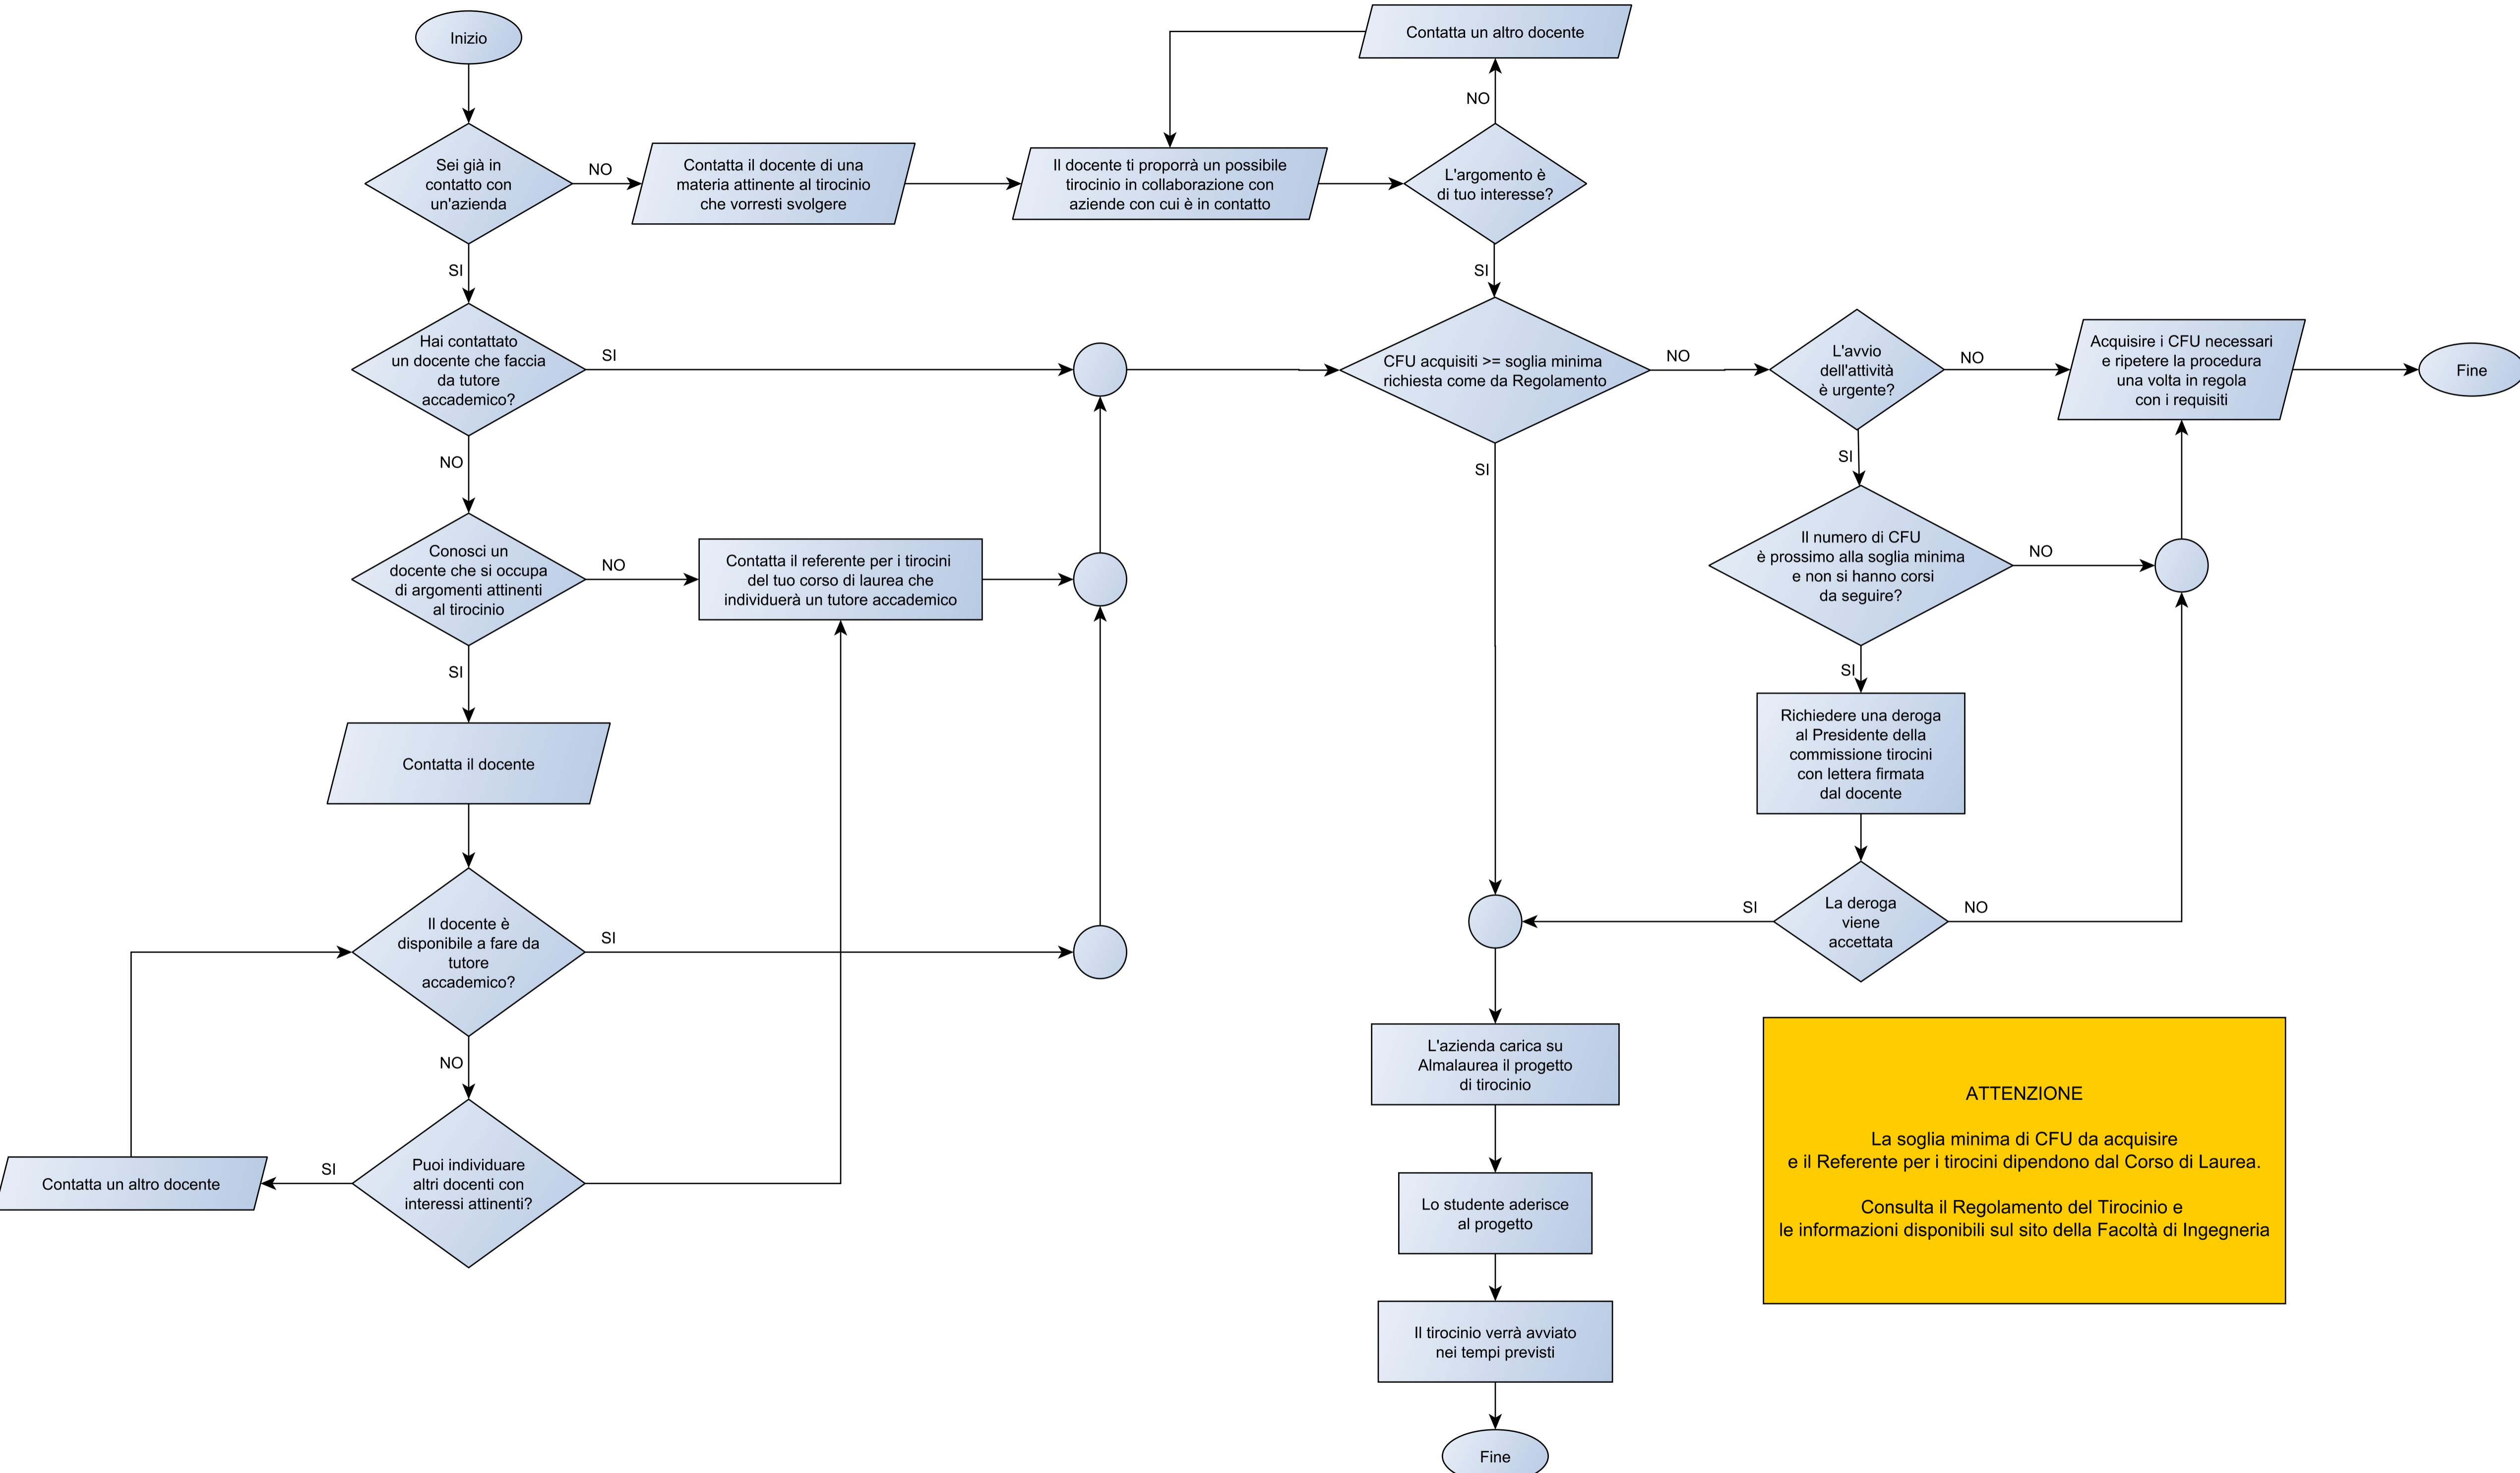 Inizio
Contatta un altro docente
NO
Sei già in
contatto con
un'azienda
NO
Contatta il docente di una
materia attinente al tirocinio
che vorresti svolgere
Il docente ti proporrà un possibile
tirocinio in collaborazione con
aziende con cui è in contatto
L'argomento è
di tuo interesse?
SI
SI
Hai contattato
un docente che faccia
da tutore
accademico?
SI
CFU acquisiti >= soglia minima
richiesta come da Regolamento
NO
L'avvio
dell'attività
è urgente?
NO
Acquisire i CFU necessari
e ripetere la procedura
una volta in regola
con i requisiti
Fine
NO
SI
SI
Conosci un
docente che si occupa
di argomenti attinenti
al tirocinio
NO
Contatta il referente per i tirocini
del tuo corso di laurea che
individuerà un tutore accademico
Il numero di CFU
è prossimo alla soglia minima
e non si hanno corsi
da seguire?
NO
SI
SI
Contatta il docente
Richiedere una deroga
al Presidente della
commissione tirocini
con lettera firmata
dal docente
Il docente è
disponibile a fare da
tutore
accademico?
SI
SI
La deroga
viene
accettata
NO
NO
L'azienda carica su
Almalaurea il progetto
di tirocinio
ATTENZIONE
La soglia minima di CFU da acquisire
e il Referente per i tirocini dipendono dal Corso di Laurea.
Consulta il Regolamento del Tirocinio e
le informazioni disponibili sul sito della Facoltà di Ingegneria
Contatta un altro docente
SI
Puoi individuare
altri docenti con
interessi attinenti?
Lo studente aderisce
al progetto
Il tirocinio verrà avviato
nei tempi previsti
Fine